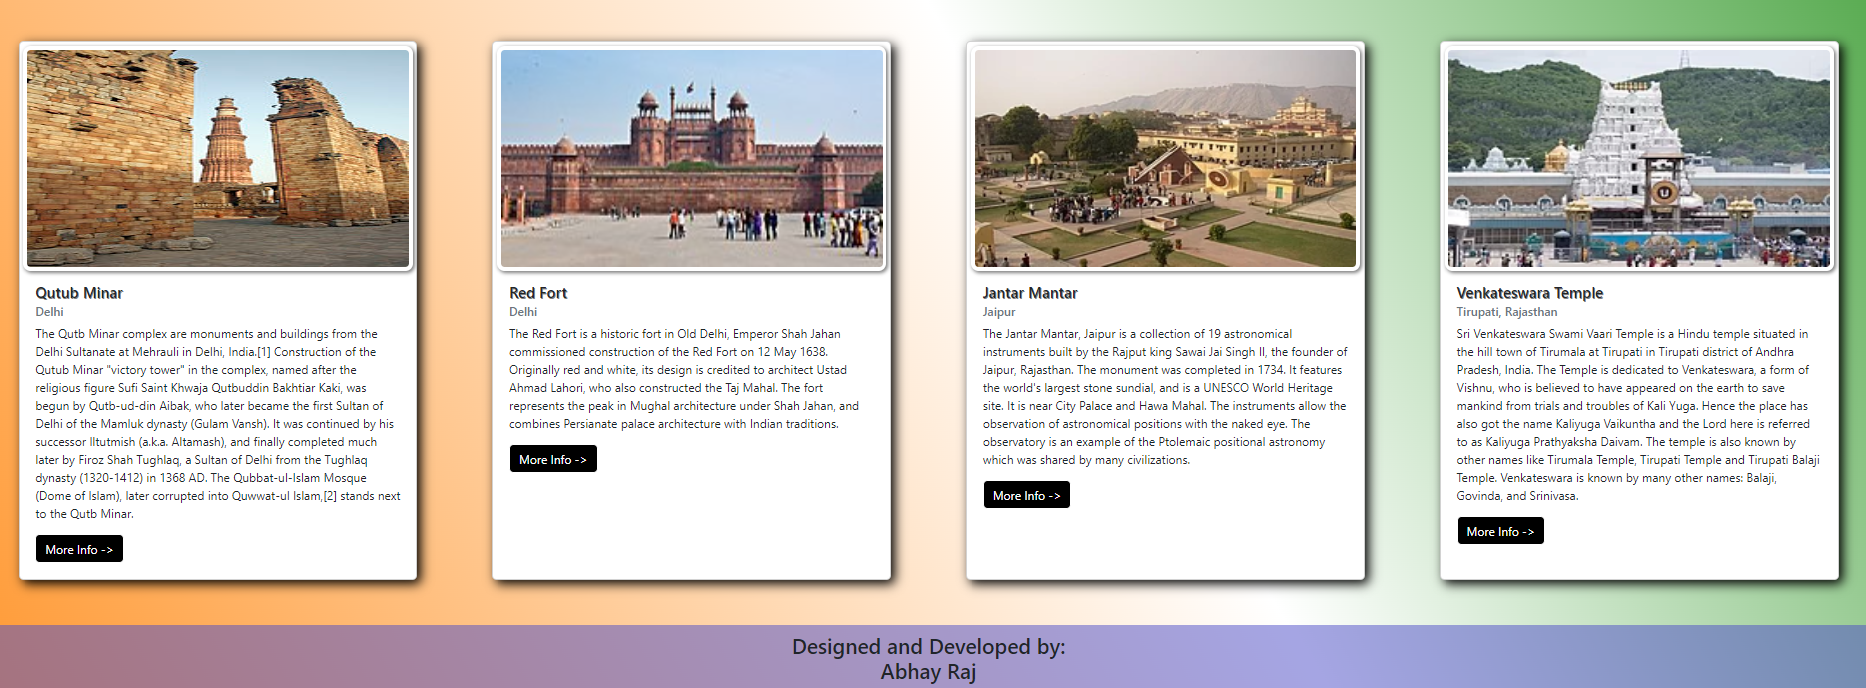 Qutub Minar
Delhi
The Qutb Minar complex are monuments and buildings from the
Delhi Sultanate at Mehrauli in Delhi, India.[1] Construction of the
Qutub Minar "victory tower" in the complex, named after the
religious figure Sufi Saint Khwaja Qutbuddin Bakhtiar Kaki, was
begun by Qutb-ud-din Aibak, who later became the first Sultan of
Delhi of the Mamluk dynasty (Gulam Vansh). It was continued by his
successor Iltutmish (a.k.a. Altamash), and finally completed much
later by Firoz Shah Tughlaq, a Sultan of Delhi from the Tughlaq
dynasty (1320-1412) in 1368 AD. The Qubbat-ul-Islam Mosque
(Dome of Islam), later corrupted into Quwwat-ul Islam,[2] stands next
to the Qutb Minar.
More Info ->
Red Fort
Delhi
The Red Fort is a historic fort in Old Delhi, Emperor Shah Jahan
commissioned construction of the Red Fort on 12 May 1638.
Originally red and white, its design is credited to architect Ustad
Ahmad Lahori, who also constructed the Taj Mahal. The fort
represents the peak in Mughal architecture under Shah Jahan, and
combines Persianate palace architecture with Indian traditions.
More Info ->
Jantar Mantar
Jaipur
The Jantar Mantar, Jaipur is a collection of 19 astronomical
instruments built by the Rajput king Sawai Jai Singh II, the founder of
Jaipur, Rajasthan. The monument was completed in 1734. It features
the world's largest stone sundial, and is a UNESCO World Heritage
site. It is near City Palace and Hawa Mahal. The instruments allow the
observation of astronomical positions with the naked eye. The
observatory is an example of the Ptolemaic positional astronomy
which was shared by many civilizations.
More Info ->
Venkateswara Temple
Tirupati, Rajasthan
Sri Venkateswara Swami Vaari Temple is a Hindu temple situated in
the hill town of Tirumala at Tirupati in Tirupati district of Andhra
Pradesh, India. The Temple is dedicated to Venkateswara, a form of
Vishnu, who is believed to have appeared on the earth to save
mankind from trials and troubles of Kali Yuga. Hence the place has
also got the name Kaliyuga Vaikuntha and the Lord here is referred
to as Kaliyuga Prathyaksha Daivam. The temple is also known by
other names like Tirumala Temple, Tirupati Temple and Tirupati Balaji
Temple. Venkateswara is known by many other names: Balaji,
Govinda, and Srinivasa.
More Info ->
Designed and Developed by:
Abhay Raj